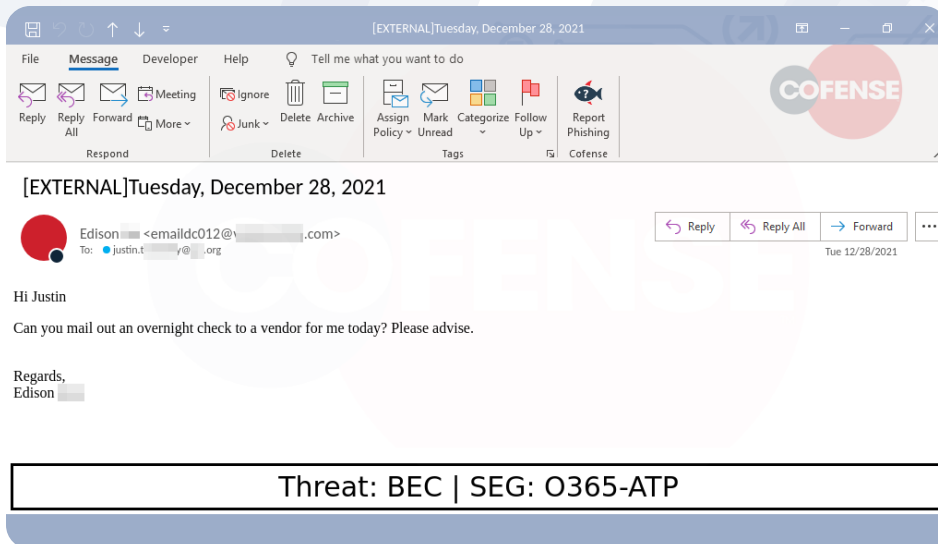 [EXTERNAL]Tuesday, December 28, 2021
File Message Developer Help Tell me what you want to do
Reply
Reply All
Forward
Meeting
More
Respond
Ignore
Junk
Delete
Archive
Delete
Assign Policy
Mark Unread
Categorize
Follow Up
Tags
Report Phishing
Cofense
COFENSE
[EXTERNAL]Tuesday, December 28, 2021
Edison <emaildc012@ .com>
To: justin.t y@ .org
Reply Reply All Forward
Tue 12/28/2021
COFENSE
Hi Justin
Can you mail out an overnight check to a vendor for me today? Please advise.
Regards,
Edison
Threat: BEC | SEG: O365-ATP